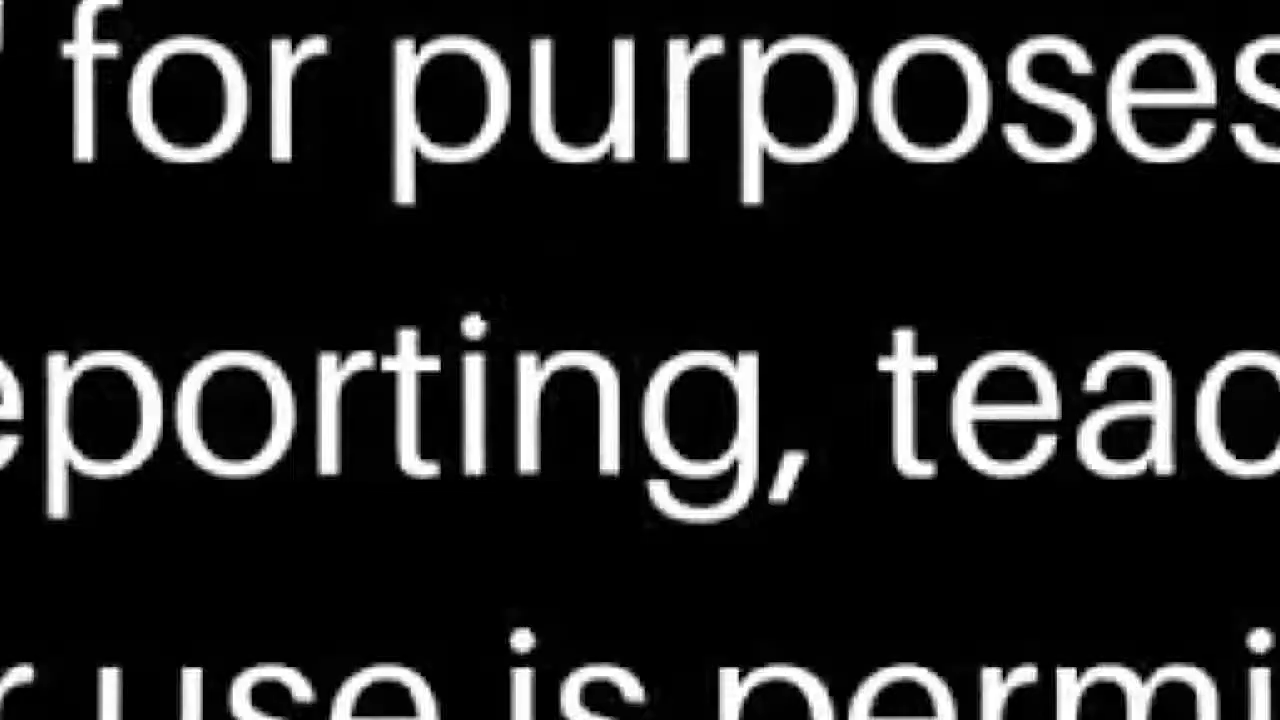 for purposes
eporting, teac
r use is permi